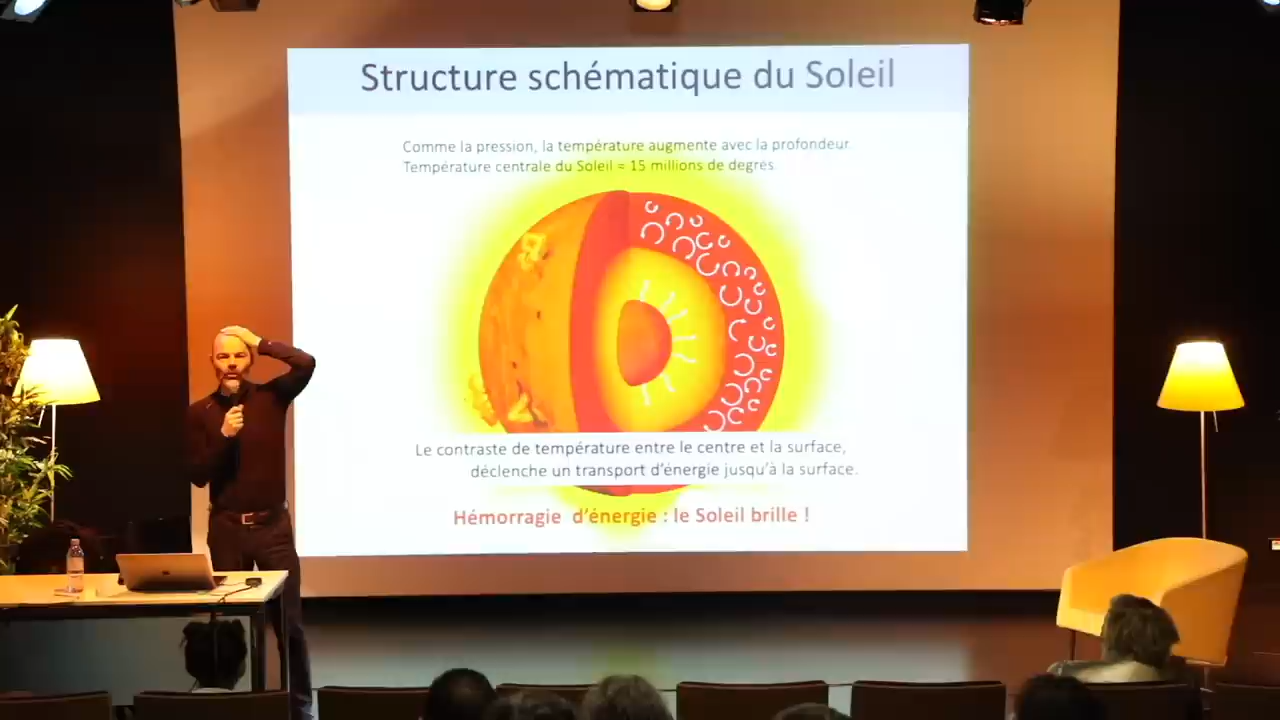 Structure schématique du Soleil
Comme la pression, la température augmente avec la profondeur.
Température centrale du Soleil = 15 millions de degrés.
Le contraste de température entre le centre et la surface,
déclenche un transport d’énergie jusqu’à la surface.
Hémorragie d’énergie : le Soleil brille !